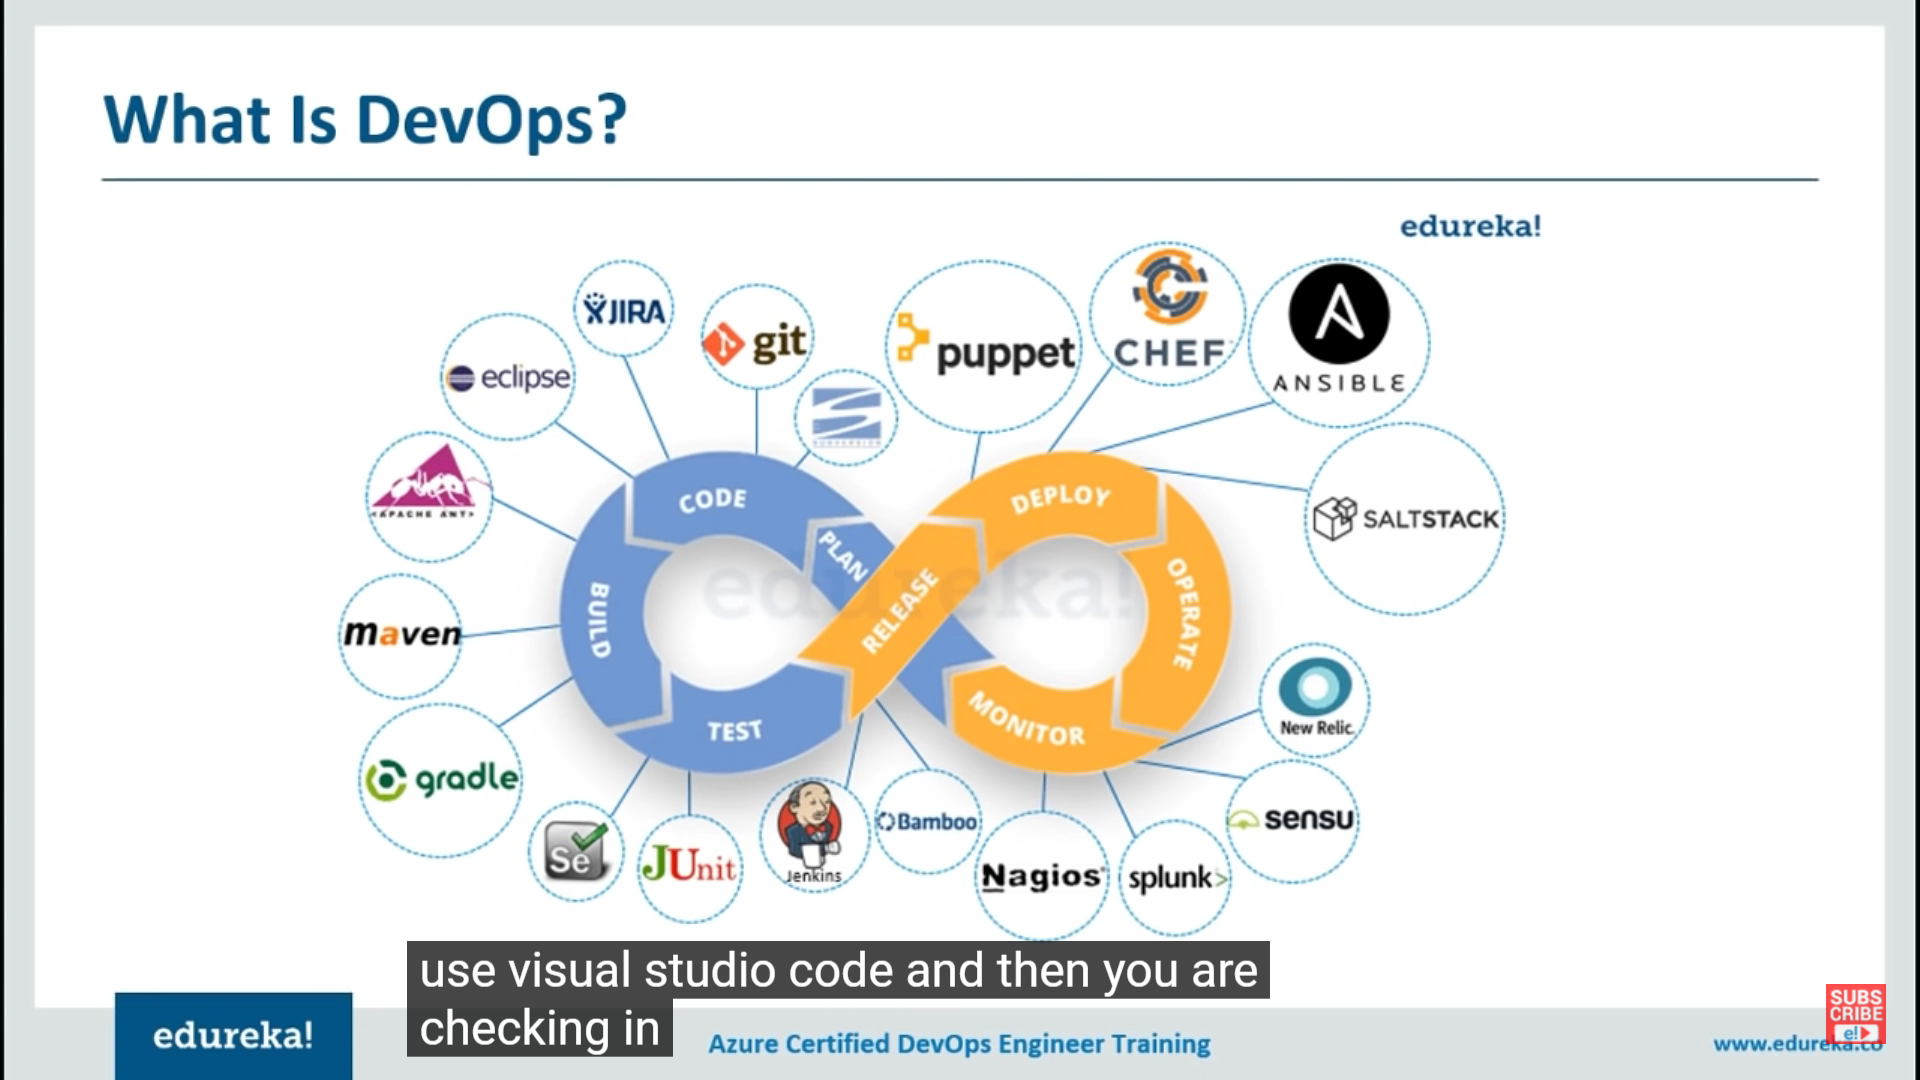 What Is DevOps?
edureka!
JIRA
git
puppet
CHEF
ANSIBLE
eclipse
SUBVERSION
<APACHE ANT>
SALTSTACK
CODE
DEPLOY
PLAN
edureka!
RELEASE
OPERATE
BUILD
maven
TEST
MONITOR
New Relic.
gradle
Se
JUnit
Jenkins
Bamboo
Nagios®
splunk>
sensu
use visual studio code and then you are
checking in
edureka!
Azure Certified DevOps Engineer Training
www.edureka.co
SUBS
CRIBE
e!